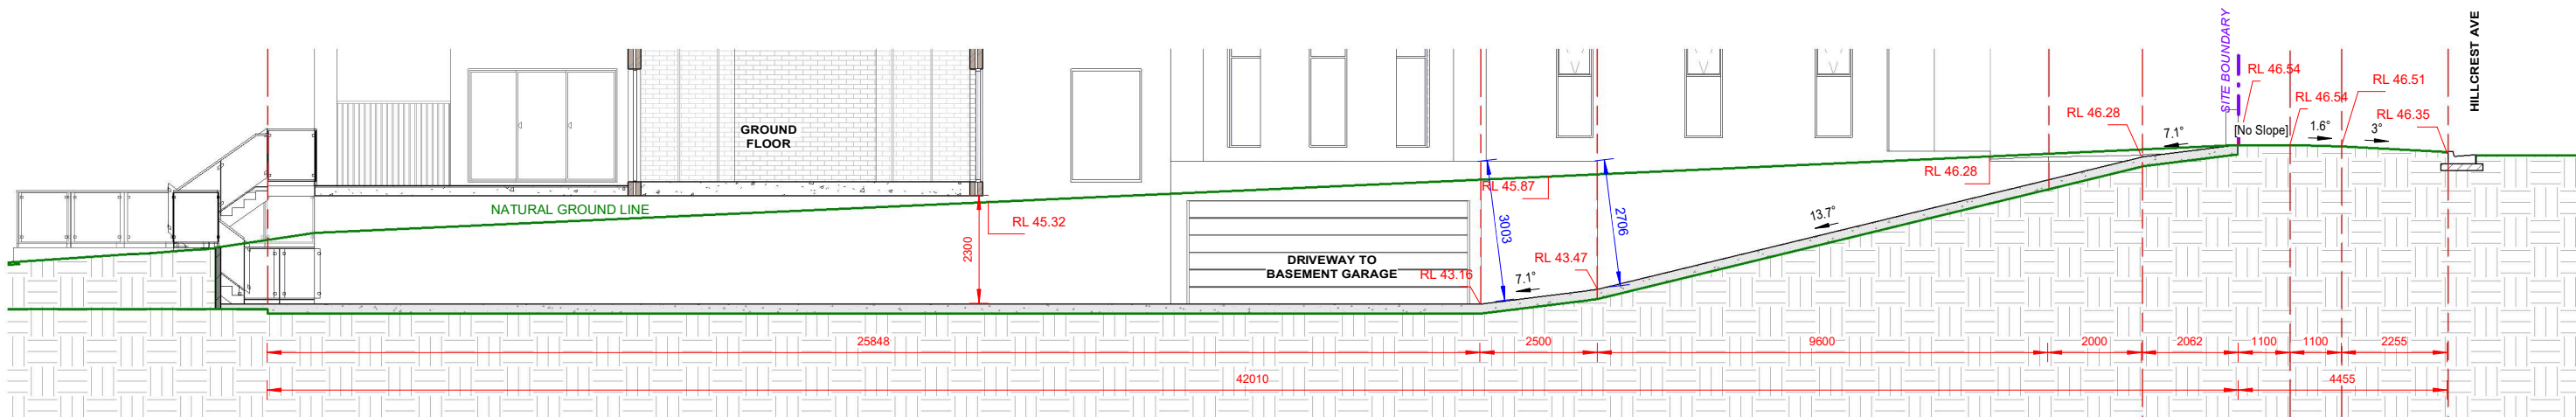 SITE BOUNDARY
HILLCREST AVE
RL 46.54
RL 46.51
RL 46.54
RL 46.35
RL 46.28
7.1°
[No Slope]
1.6°
3°
GROUND
FLOOR
RL 46.28
RL 45.87
NATURAL GROUND LINE
RL 45.32
13.7°
3003
2706
2300
DRIVEWAY TO
BASEMENT GARAGE
RL 43.16
RL 43.47
7.1°
25848
2500
9600
2000
2062
1100
1100
2255
42010
4455